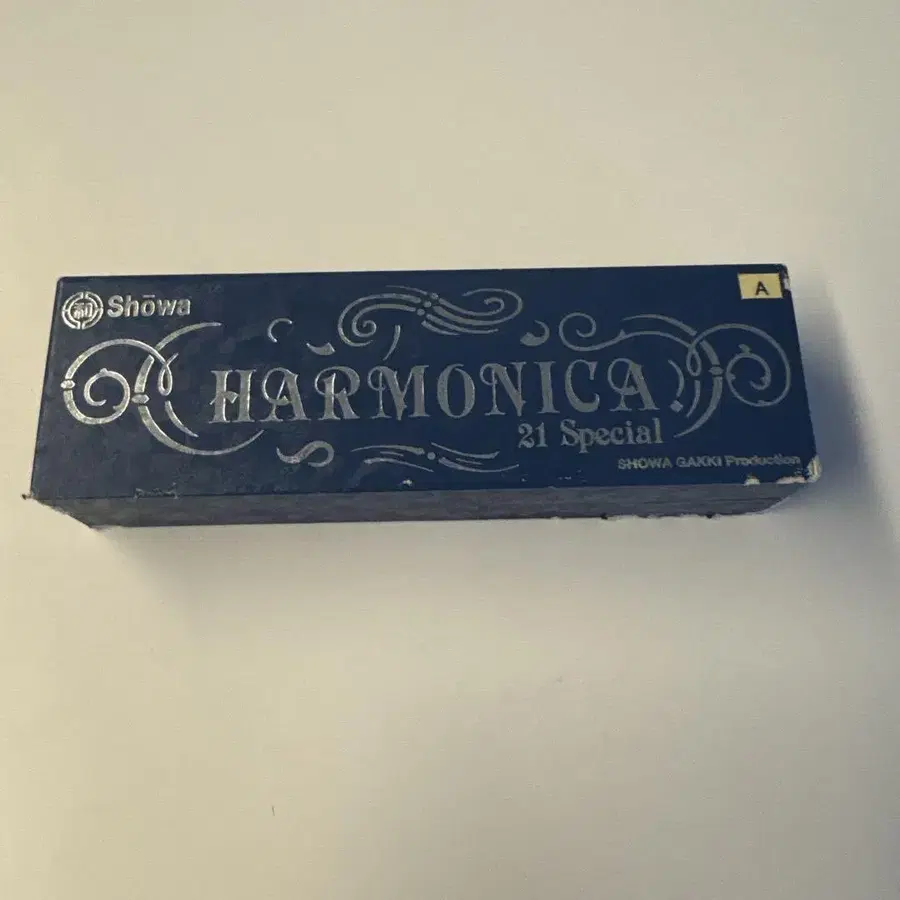 Shōwa
A
HARMONICA
21 Special
SHOWA GAKKI Production